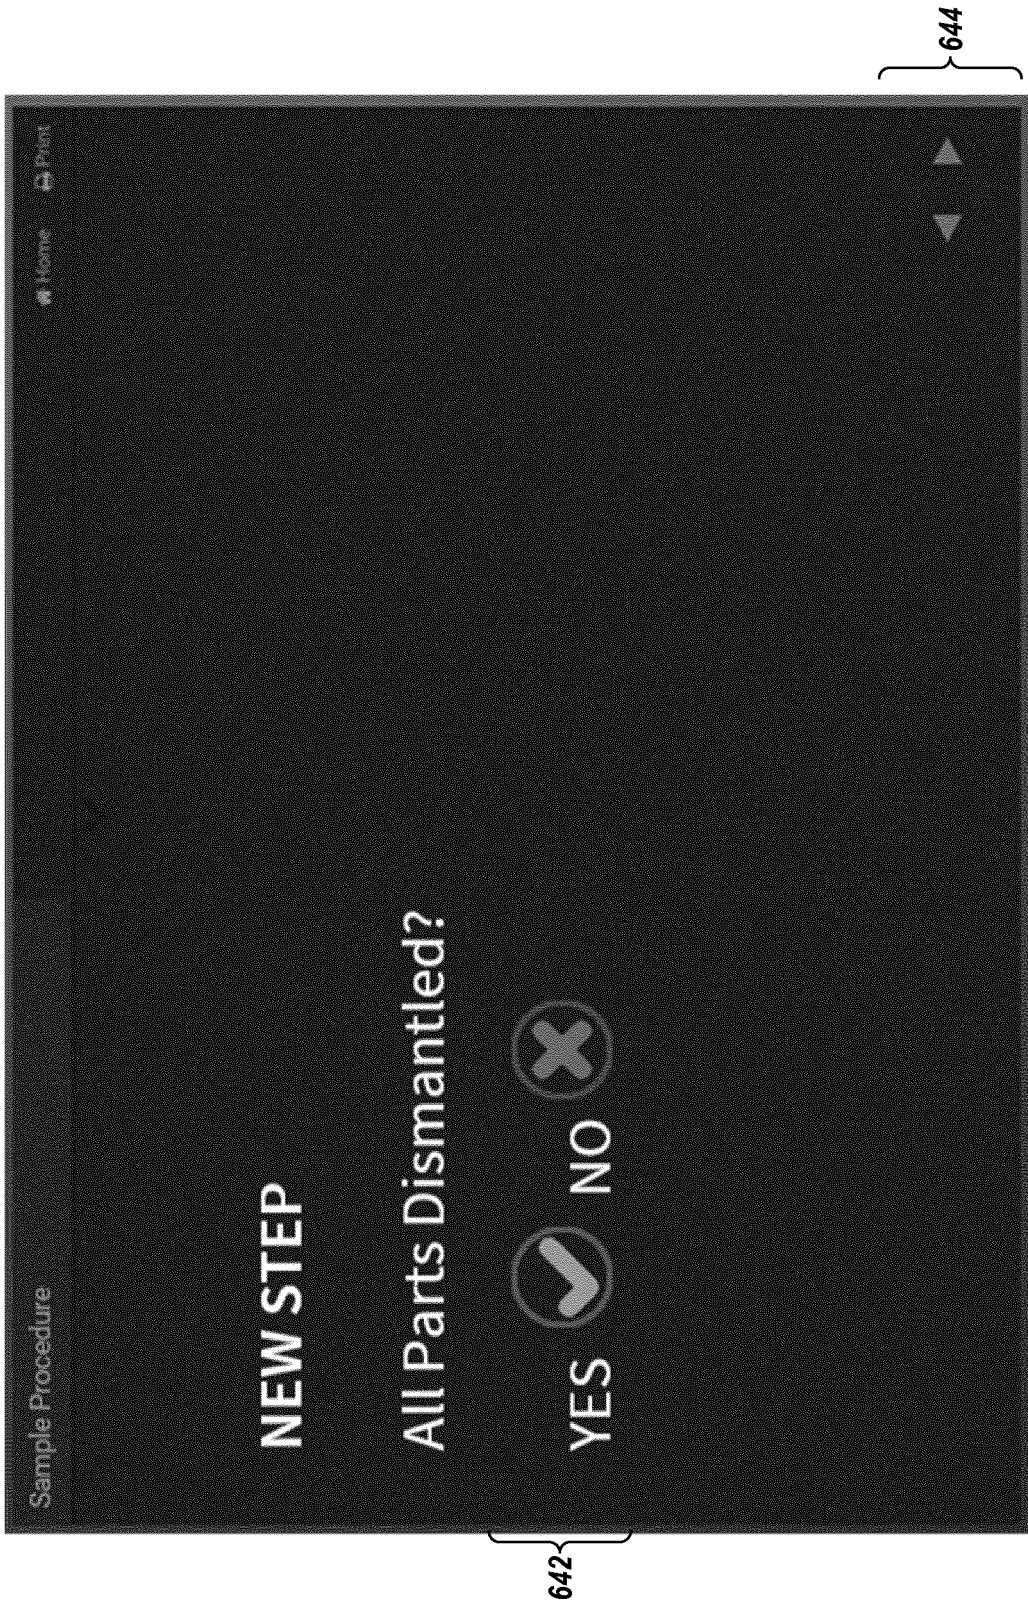 Sample Procedure
Home Print
NEW STEP
All Parts Dismantled?
YES NO
642
644